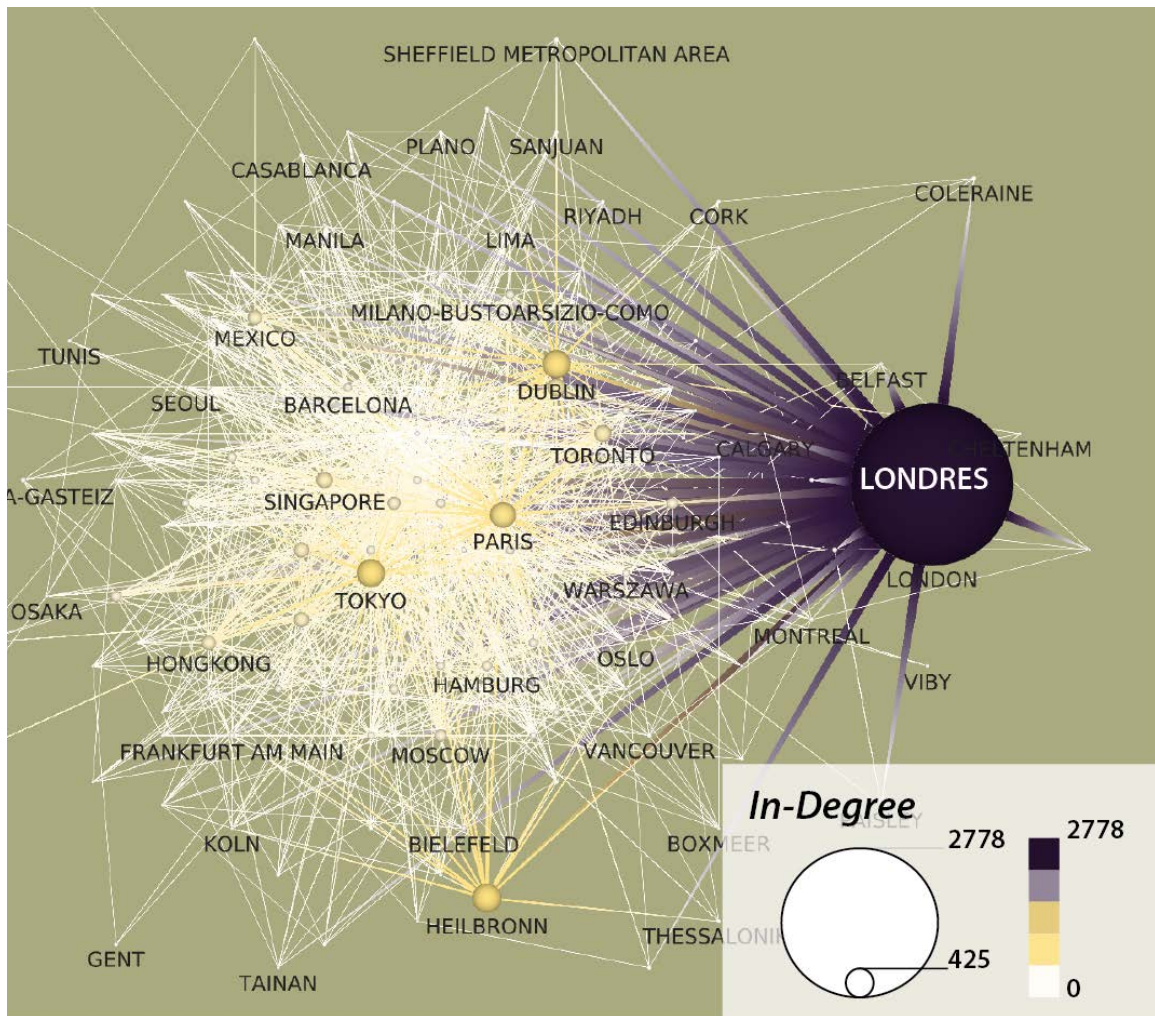 SHEFFIELD METROPOLITAN AREA
PLANO
SANJUAN
CASABLANCA
COLERAINE
RIYADH
CORK
MANILA
LIMA
MILANO-BUSTOARSIZIO-COMO
MEXICO
TUNIS
BELFAST
DUBLIN
SEOUL
BARCELONA
CALGARY
CHELTENHAM
TORONTO
LONDRES
A-GASTEIZ
SINGAPORE
EDINBURGH
PARIS
LONDON
WARSZAWA
TOKYO
OSAKA
MONTREAL
HONGKONG
OSLO
HAMBURG
VIBY
FRANKFURT AM MAIN
MOSCOW
VANCOUVER
In-Degree
2778
2778
KOLN
BIELEFELD
BOXMEER
HEILBRONN
THESSALONI
425
GENT
TAINAN
0